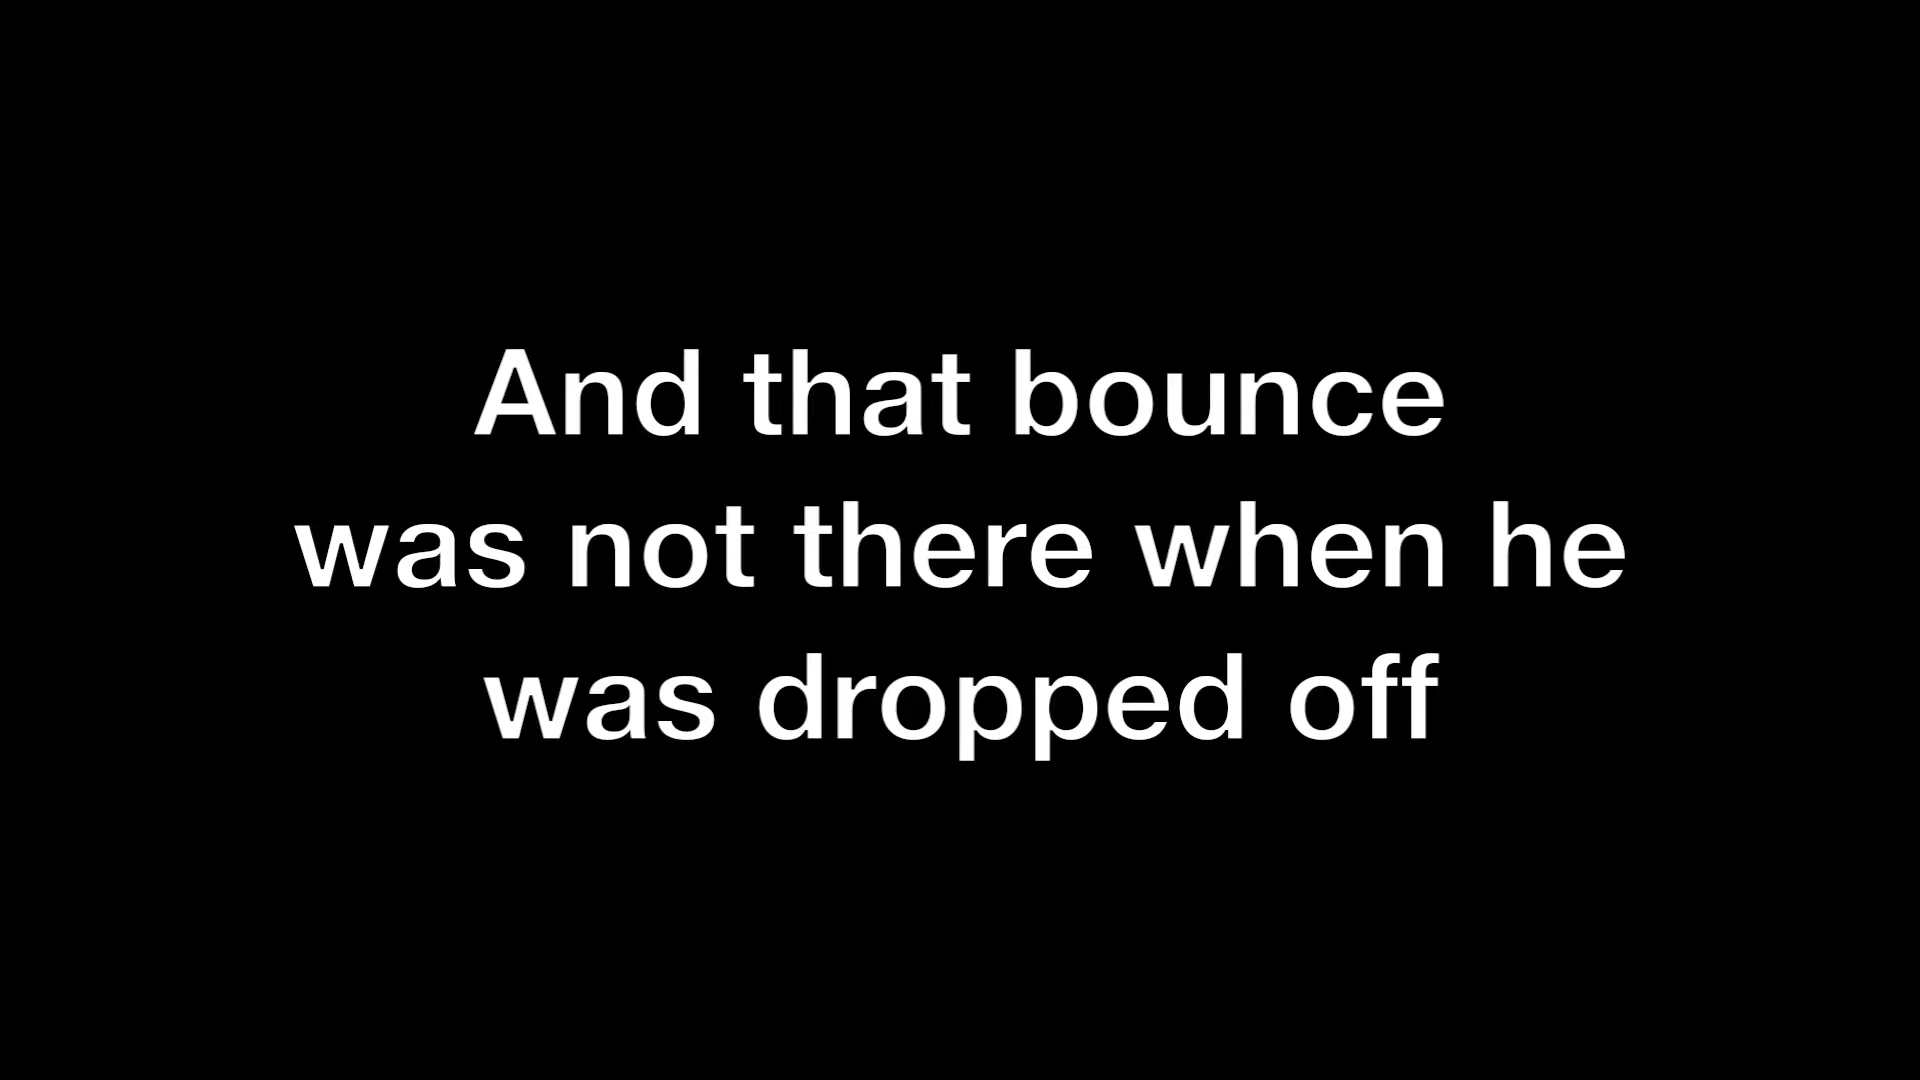 And that bounce
was not there when he
was dropped off